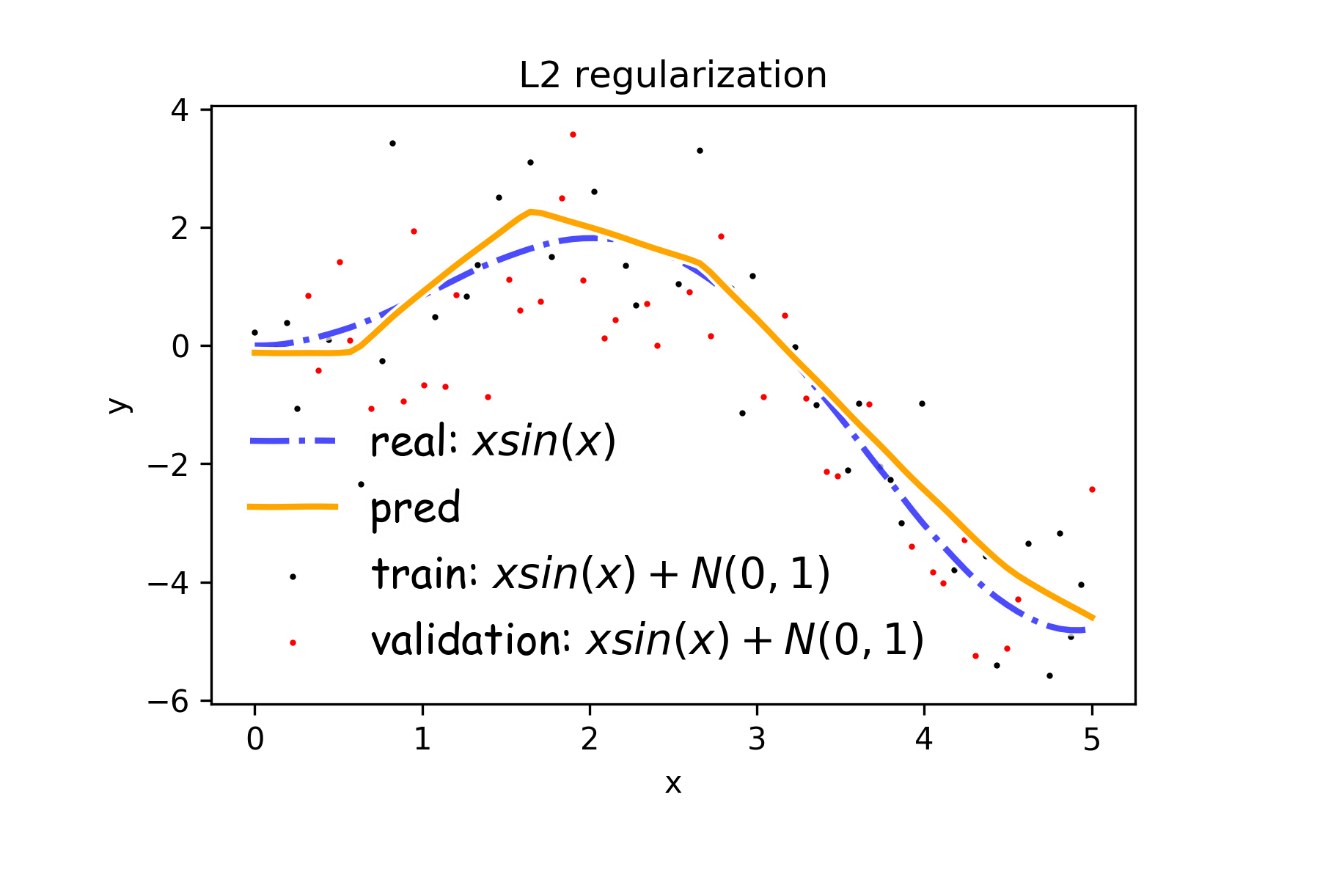 L2 regularization
4
2
0
−2
−4
−6
y
real: xsin(x)
pred
train: xsin(x) + N(0, 1)
validation: xsin(x) + N(0, 1)
0 1 2 3 4 5
x